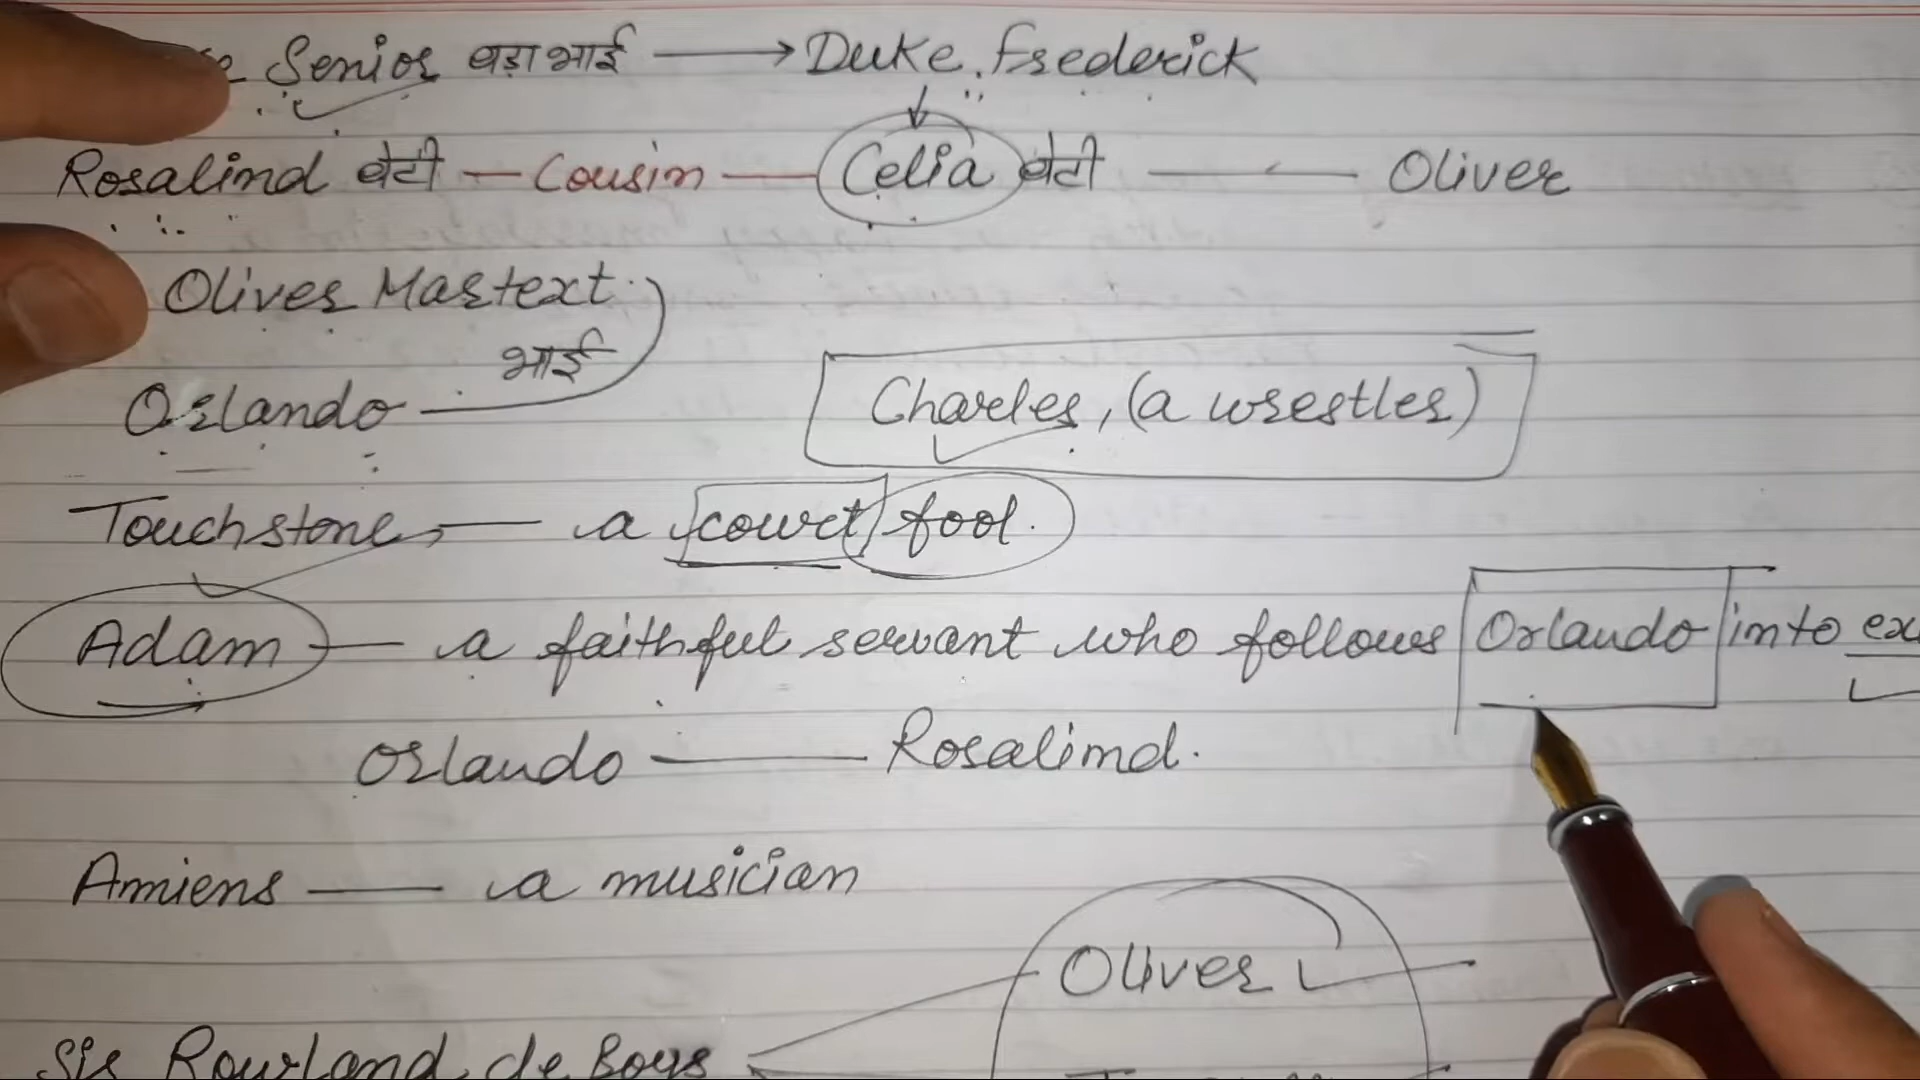 Senior बड़ा भाई → Duke. Frederick
Rosalind बेटी — Cousin — Celia बेटी — Oliver
Oliver Martext.
भाई
Orlando
Charles, (a wrestler)
Touchstone, — a court fool.
Adam — a faithful servant who follows Orlando into
Orlando — Rosalind.
Amiens — a musician
Oliver
Sir Rowland de Boys